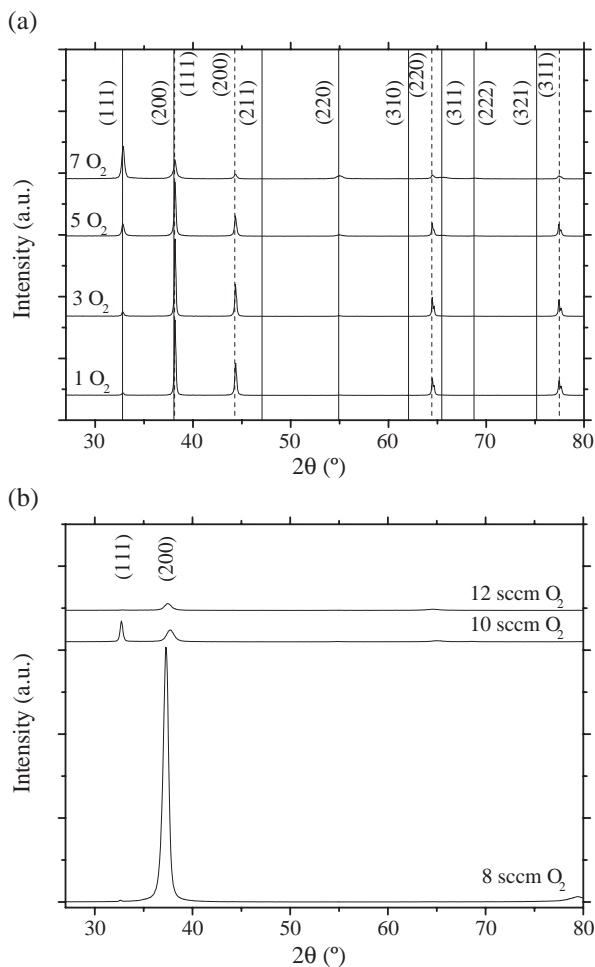 (a)
(111)
(200)
(111)
(200)
(211)
(220)
(310)
(220)
(311)
(222)
(321)
(311)
7 O₂
5 O₂
3 O₂
1 O₂
Intensity (a.u.)
30 40 50 60 70 80
2θ (º)
(b)
(111)
(200)
12 sccm O₂
10 sccm O₂
8 sccm O₂
Intensity (a.u.)
30 40 50 60 70 80
2θ (º)